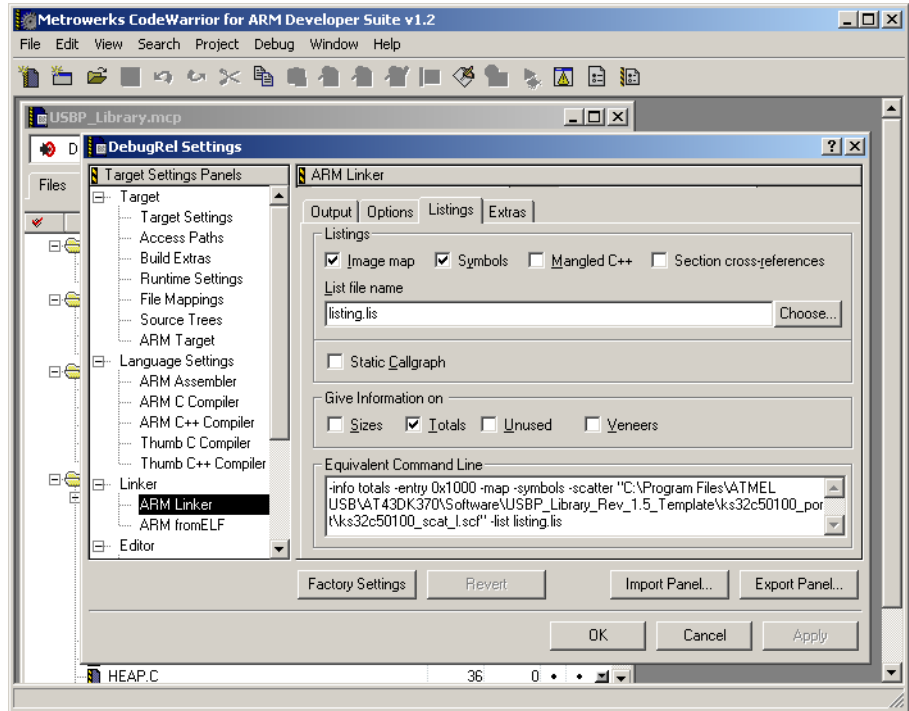 Metrowerks CodeWarrior for ARM Developer Suite v1.2
File Edit View Search Project Debug Window Help
USBP_Library.mcp
D
DebugRel Settings
Files
Target Settings Panels
Target
Target Settings
Access Paths
Build Extras
Runtime Settings
File Mappings
Source Trees
ARM Target
Language Settings
ARM Assembler
ARM C Compiler
ARM C++ Compiler
Thumb C Compiler
Thumb C++ Compiler
Linker
ARM Linker
ARM fromELF
Editor
ARM Linker
Output Options Listings Extras
Listings
Image map Symbols Mangled C++ Section cross-references
List file name
listing.lis Choose...
Static Callgraph
Give Information on
Sizes Totals Unused Veneers
Equivalent Command Line
-info totals -entry 0x1000 -map -symbols -scatter "C:\Program Files\ATMEL
USB\AT43DK370\Software\USBP_Library_Rev_1.5_Template\ks32c50100_por
t\ks32c50100_scat_l.scf" -list listing.lis
Factory Settings Revert Import Panel... Export Panel...
OK Cancel Apply
HEAP.C 36 0